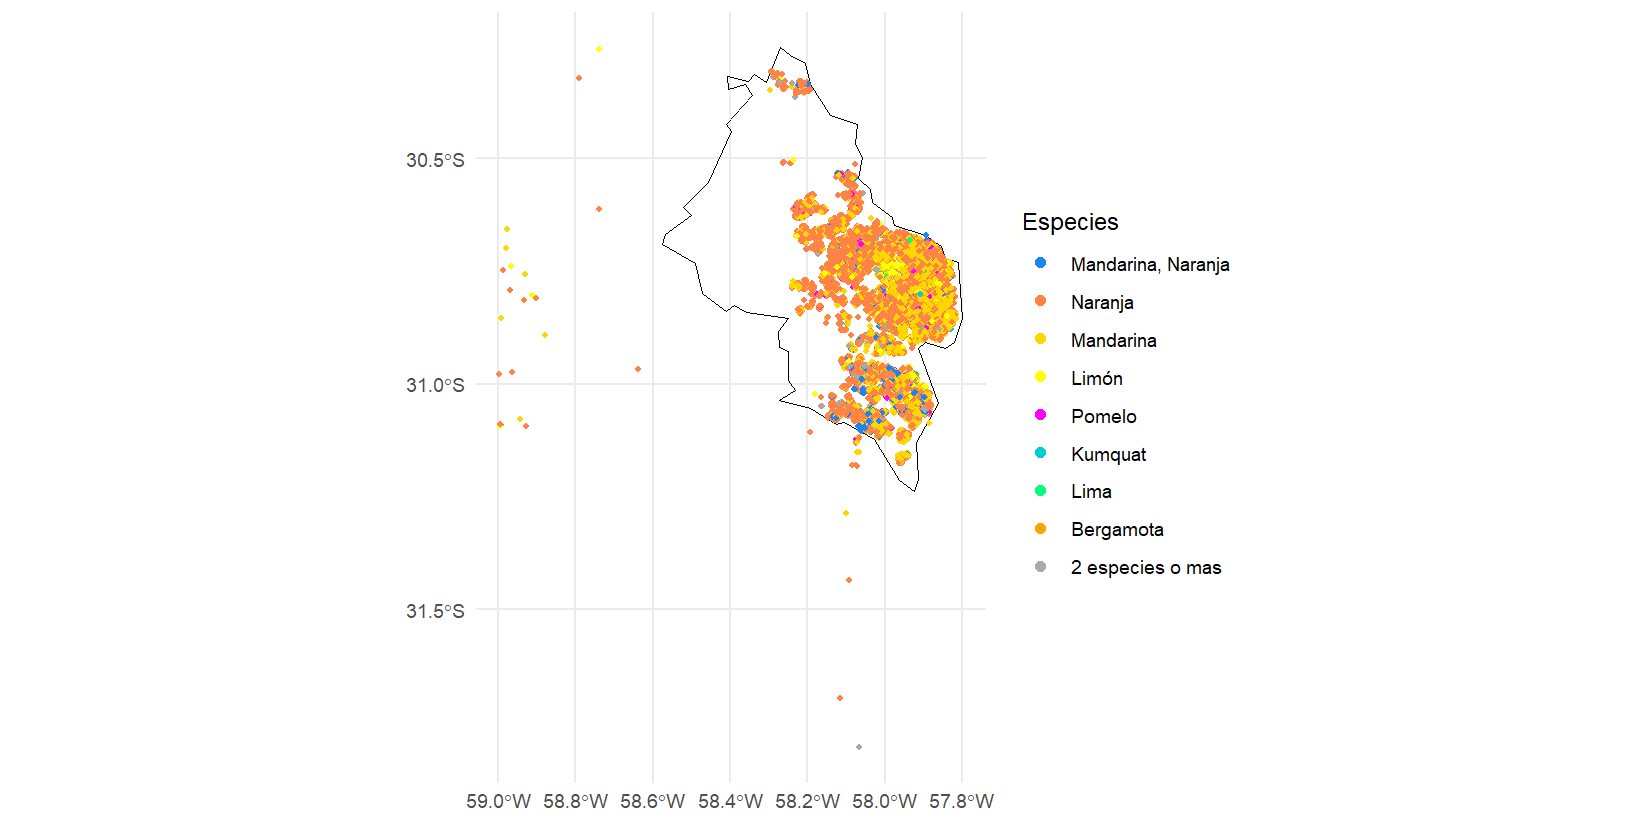 30.5°S
31.0°S
31.5°S
59.0°W 58.8°W 58.6°W 58.4°W 58.2°W 58.0°W 57.8°W
Especies
Mandarina, Naranja
Naranja
Mandarina
Limón
Pomelo
Kumquat
Lima
Bergamota
2 especies o mas